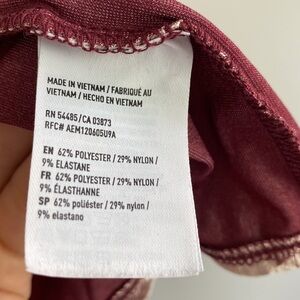 MADE IN VIETNAM / FABRIQUÉ AU
VIETNAM / HECHO EN VIETNAM
RN 54485/CA 03873
RFC# AEM120605U9A
EN 62% POLYESTER / 29% NYLON /
9% ELASTANE
FR 62% POLYESTER / 29% NYLON /
9% ÉLASTHANNE
SP 62% poliéster / 29% nylon /
9% elastano